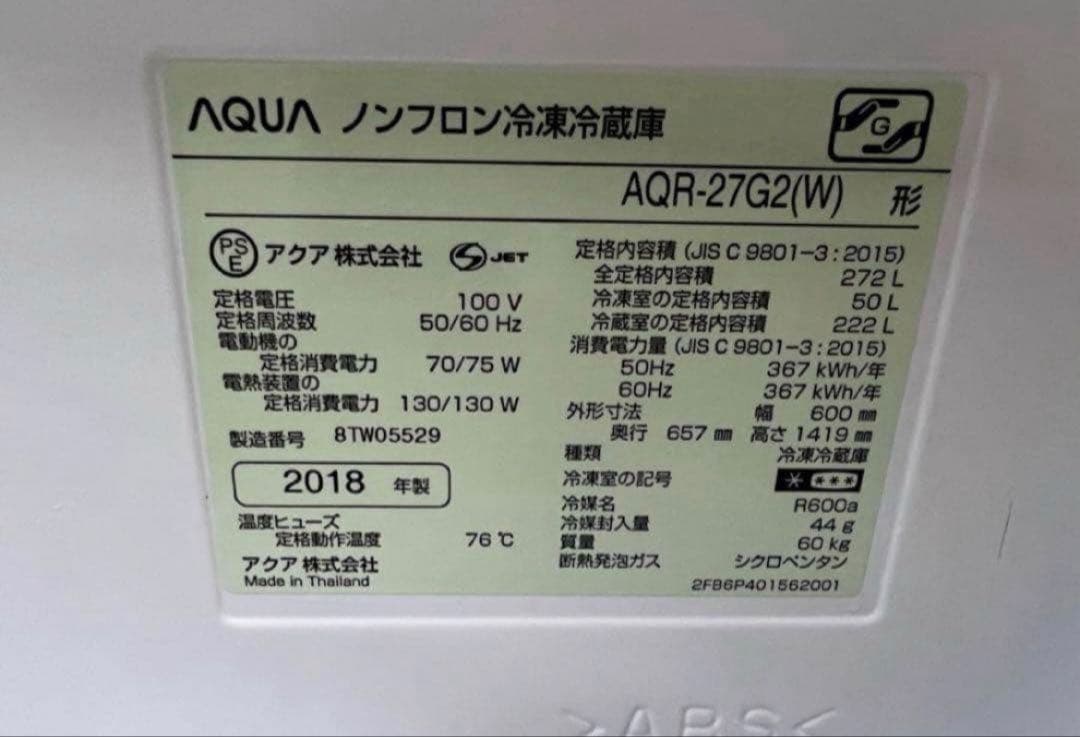 AQUA ノンフロン冷凍冷蔵庫
G
AQR-27G2(W) 形
PSE アクア株式会社 S JET
定格電圧 100 V
定格周波数 50/60 Hz
電動機の
定格消費電力 70/75 W
電熱装置の
定格消費電力 130/130 W
製造番号 8TW05529
2018 年製
温度ヒューズ
定格動作温度 76 ℃
アクア株式会社
Made in Thailand
定格内容積 (JIS C 9801-3:2015)
全定格内容積 272 L
冷凍室の定格内容積 50 L
冷蔵室の定格内容積 222 L
消費電力量 (JIS C 9801-3:2015)
50Hz 367 kWh/年
60Hz 367 kWh/年
外形寸法 幅 600 ㎜
奥行 657 ㎜ 高さ 1419 ㎜
種類 冷凍冷蔵庫
冷凍室の記号 * ***
冷媒名 R600a
冷媒封入量 44 g
質量 60 kg
断熱発泡ガス シクロペンタン
2FB6P401562001
>ABS<